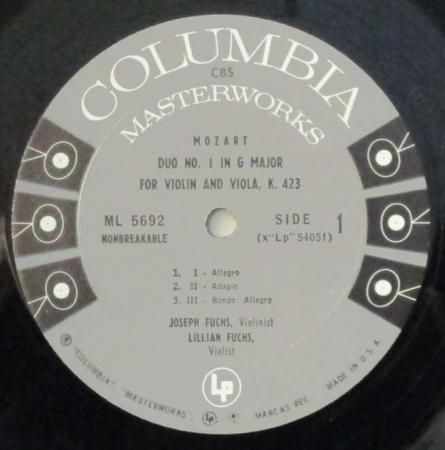 COLUMBIA
CBS
MASTERWORKS
MOZART
DUO NO. 1 IN G MAJOR
FOR VIOLIN AND VIOLA, K. 423
ML 5692
NONBREAKABLE
SIDE 1
(x"Lp"54051)
1. I - Allegro
2. II - Adagio
3. III - Rondo: Allegro
JOSEPH FUCHS, Violinist
LILLIAN FUCHS,
Violist
Lp
"COLUMBIA", "MASTERWORKS", MARCAS REG. MADE IN U.S.A.